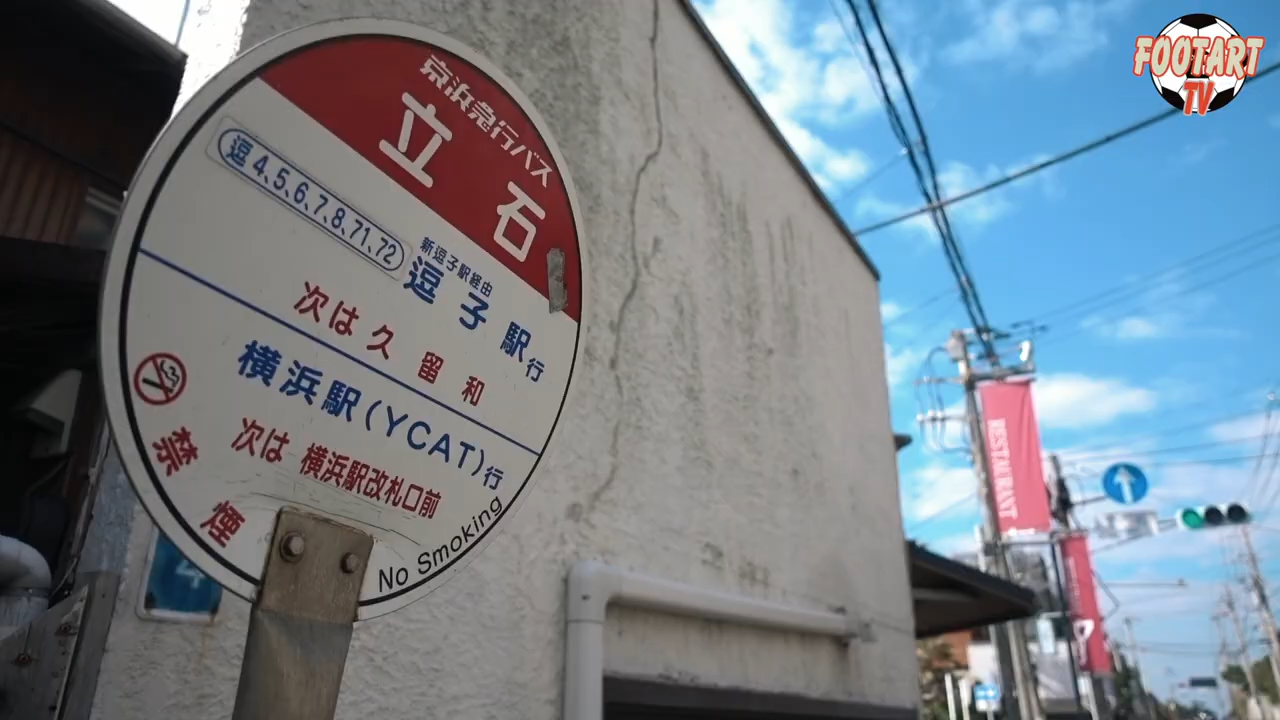 京浜急行バス
立石
逗4、5、6、7、8、71、72
新逗子駅経由
逗子駅行
次は久留和
横浜駅(YCAT)行
次は 横浜駅改札口前
禁煙
No Smoking
RESTAURANT
FOOTART
TV